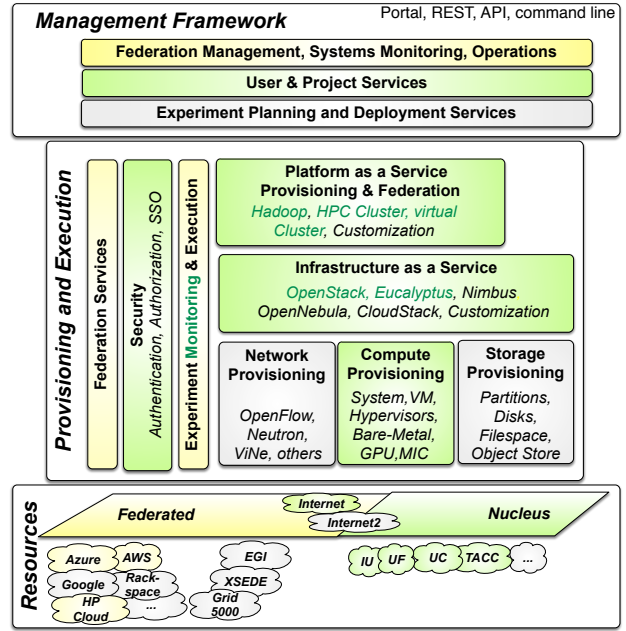 Management Framework
Portal, REST, API, command line
Federation Management, Systems Monitoring, Operations
User & Project Services
Experiment Planning and Deployment Services
Provisioning and Execution
Federation Services
Security
Authentication, Authorization, SSO
Experiment Monitoring & Execution
Platform as a Service
Provisioning & Federation
Hadoop, HPC Cluster, virtual
Cluster, Customization
Infrastructure as a Service
OpenStack, Eucalyptus, Nimbus
OpenNebula, CloudStack, Customization
Network
Provisioning
OpenFlow,
Neutron,
ViNe, others
Compute
Provisioning
System,VM,
Hypervisors,
Bare-Metal,
GPU,MIC
Storage
Provisioning
Partitions,
Disks,
Filespace,
Object Store
Resources
Federated
Internet
Internet2
Nucleus
Azure
AWS
Google
Rack-
space
HP
Cloud
...
EGI
XSEDE
Grid
5000
IU
UF
UC
TACC
...